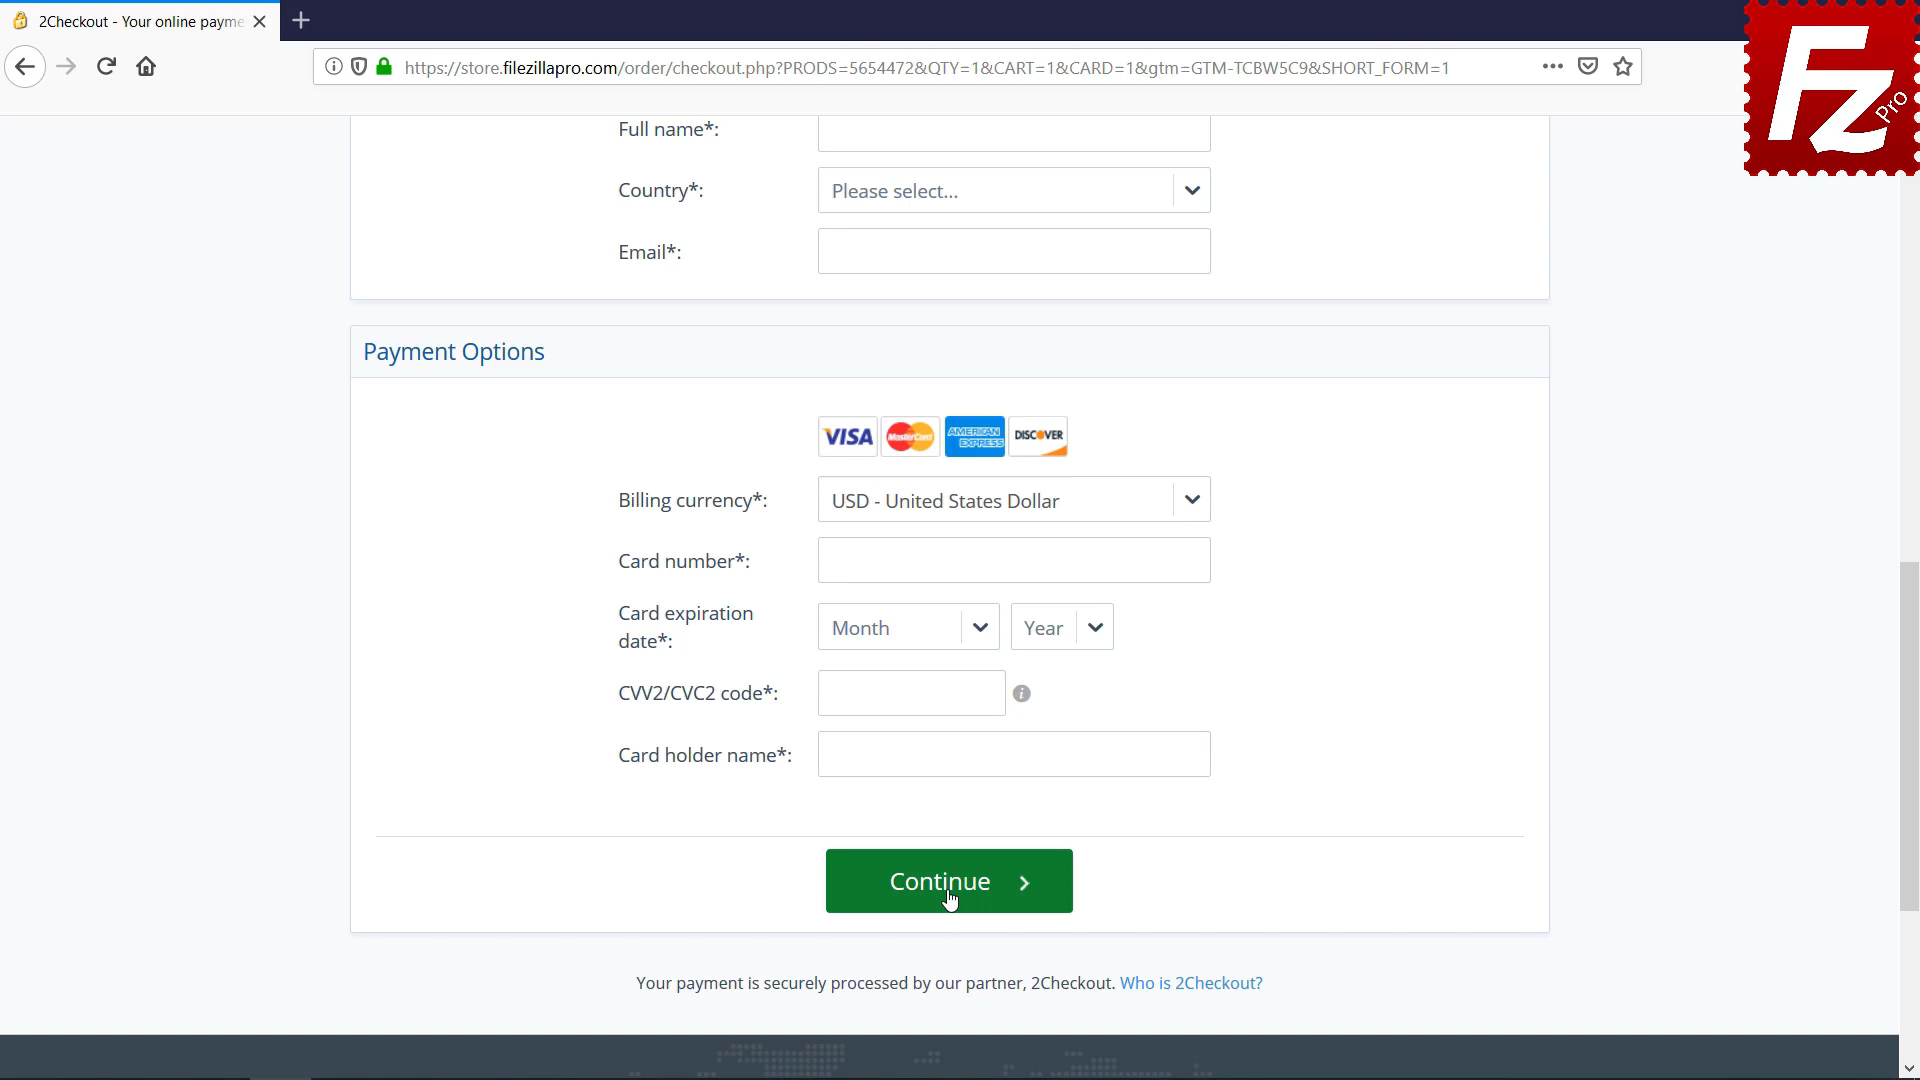 2Checkout - Your online payme
https://store.filezillapro.com/order/checkout.php?PRODS=5654472&QTY=1&CART=1&CARD=1&gtm=GTM-TCBW5C9&SHORT_FORM=1
FZ Pro
Full name*:
Country*: Please select...
Email*:
Payment Options
VISA MasterCard AMERICAN EXPRESS DISCOVER
Billing currency*: USD - United States Dollar
Card number*:
Card expiration
date*:
Month Year
CVV2/CVC2 code*:
Card holder name*:
Continue
Your payment is securely processed by our partner, 2Checkout. Who is 2Checkout?